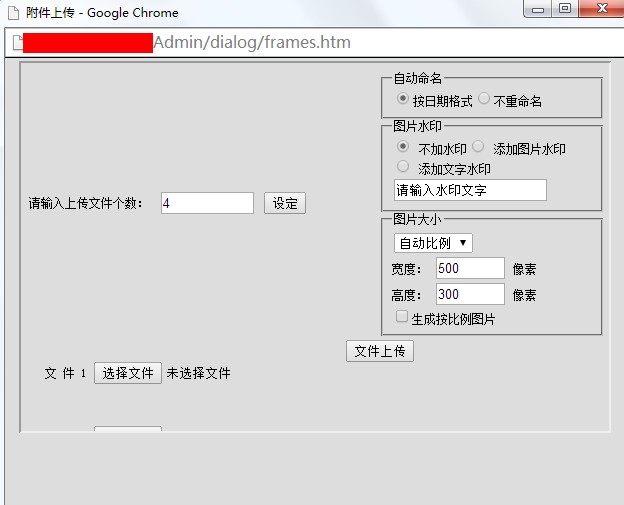 附件上传 - Google Chrome
Admin/dialog/frames.htm
自动命名
按日期格式 不重命名
图片水印
不加水印 添加图片水印
添加文字水印
请输入水印文字
请输入上传文件个数： 4 设定
图片大小
自动比例
宽度： 500 像素
高度： 300 像素
生成按比例图片
文件上传
文 件 1 选择文件 未选择文件